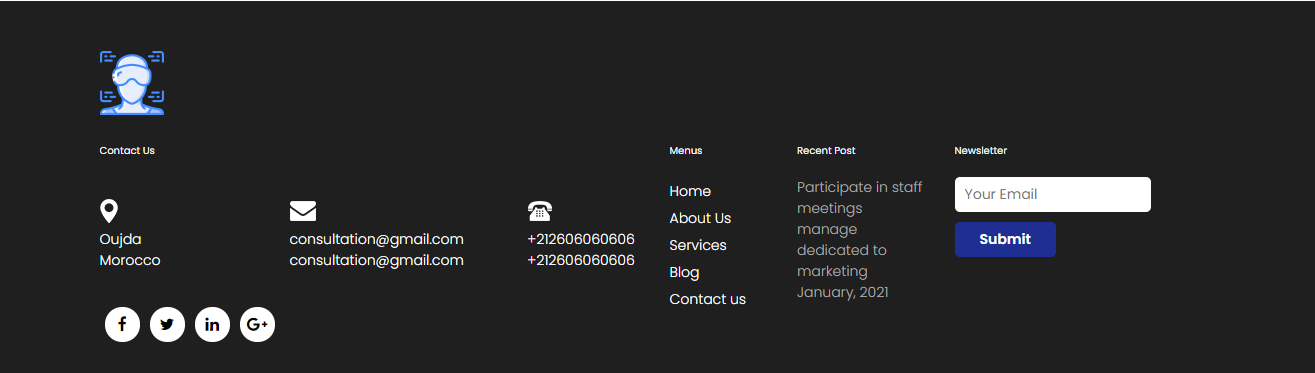 Contact Us
Oujda
Morocco
consultation@gmail.com
consultation@gmail.com
+212606060606
+212606060606
Menus
Home
About Us
Services
Blog
Contact us
Recent Post
Participate in staff
meetings
manage
dedicated to
marketing
January, 2021
Newsletter
Your Email
Submit